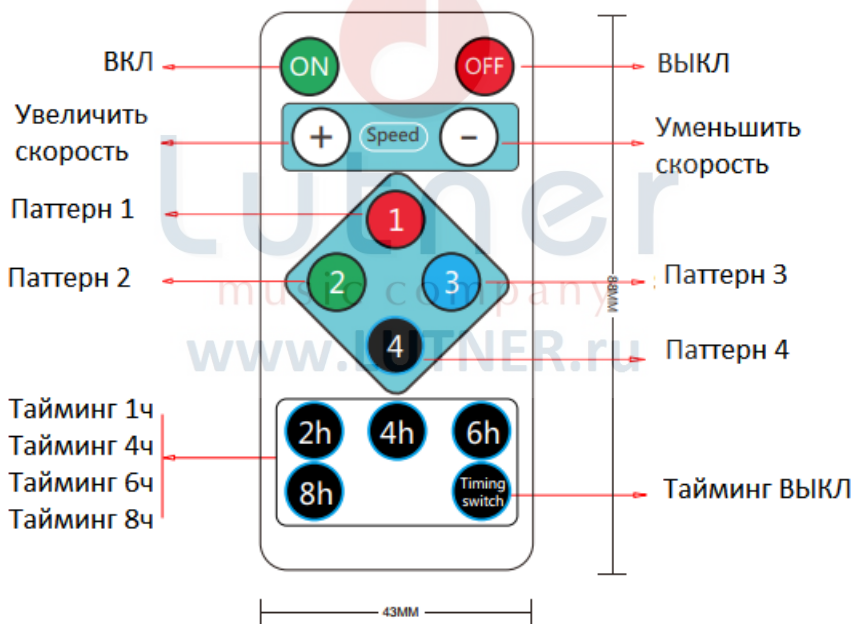 ВКЛ
ON
OFF
ВЫКЛ
Увеличить
скорость
+
Speed
-
Уменьшить
скорость
Паттерн 1
1
Паттерн 2
2
3
Паттерн 3
4
Паттерн 4
Lutner
music company
www.LUTNER.ru
88MM
Тайминг 1ч
Тайминг 4ч
Тайминг 6ч
Тайминг 8ч
2h
4h
6h
8h
Timing
switch
Тайминг ВЫКЛ
43MM